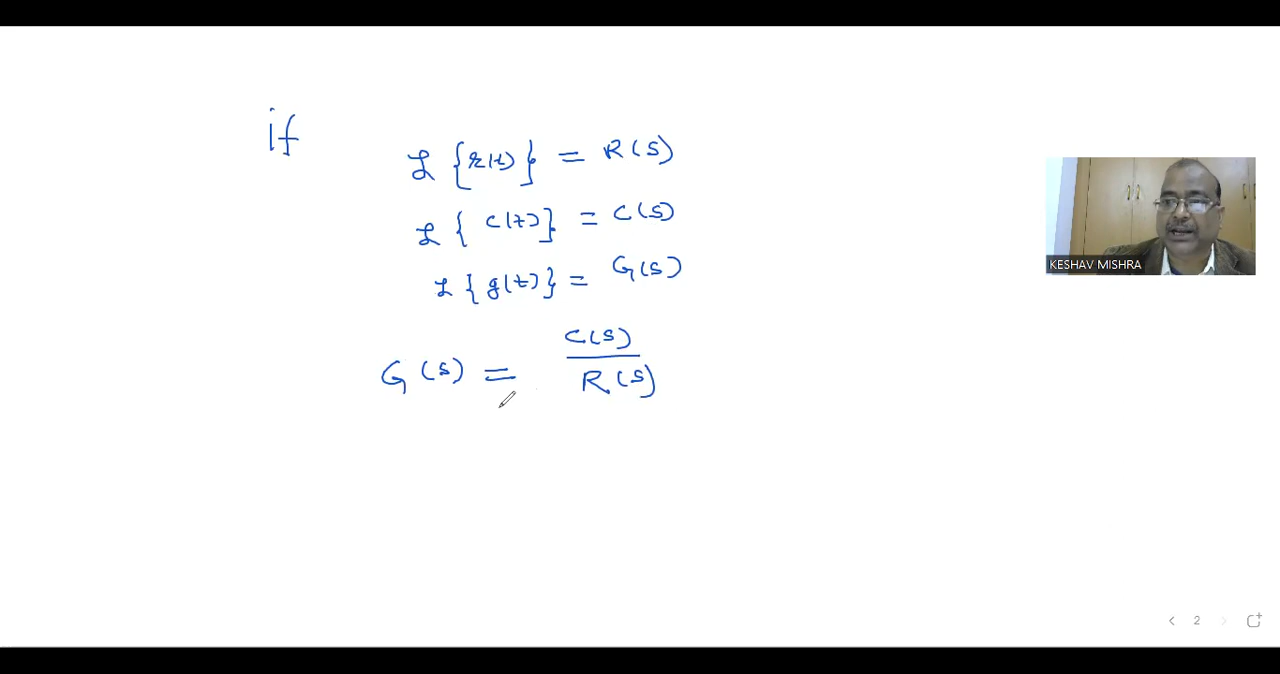 if
ℒ {r(t)} = R(s)
ℒ { c(t)} = C(s)
ℒ {g(t)} = G(s)
G(s) = C(s)/R(s)
KESHAV MISHRA
< 2 >